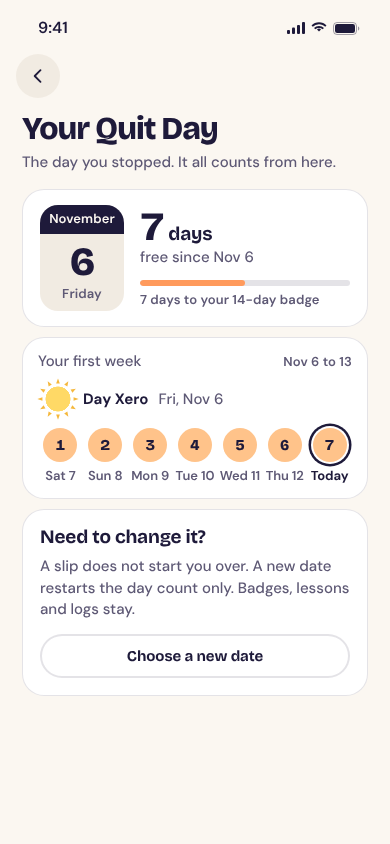 9:41
Your Quit Day
The day you stopped. It all counts from here.
November
6
Friday
7 days
free since Nov 6
7 days to your 14-day badge
Your first week
Nov 6 to 13
Day Xero Fri, Nov 6
1 2 3 4 5 6 7
Sat 7 Sun 8 Mon 9 Tue 10 Wed 11 Thu 12 Today
Need to change it?
A slip does not start you over. A new date
restarts the day count only. Badges, lessons
and logs stay.
Choose a new date